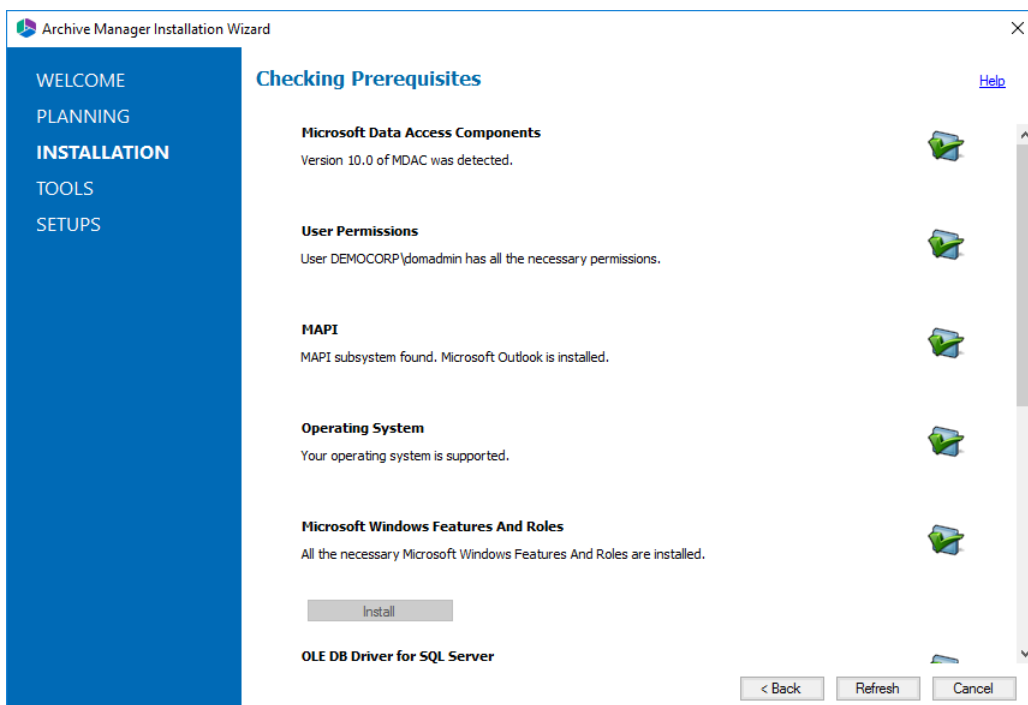 Archive Manager Installation Wizard
WELCOME
PLANNING
INSTALLATION
TOOLS
SETUPS
Checking Prerequisites
Help
Microsoft Data Access Components
Version 10.0 of MDAC was detected.
User Permissions
User DEMOCORP\domadmin has all the necessary permissions.
MAPI
MAPI subsystem found. Microsoft Outlook is installed.
Operating System
Your operating system is supported.
Microsoft Windows Features And Roles
All the necessary Microsoft Windows Features And Roles are installed.
Install
OLE DB Driver for SQL Server
< Back
Refresh
Cancel